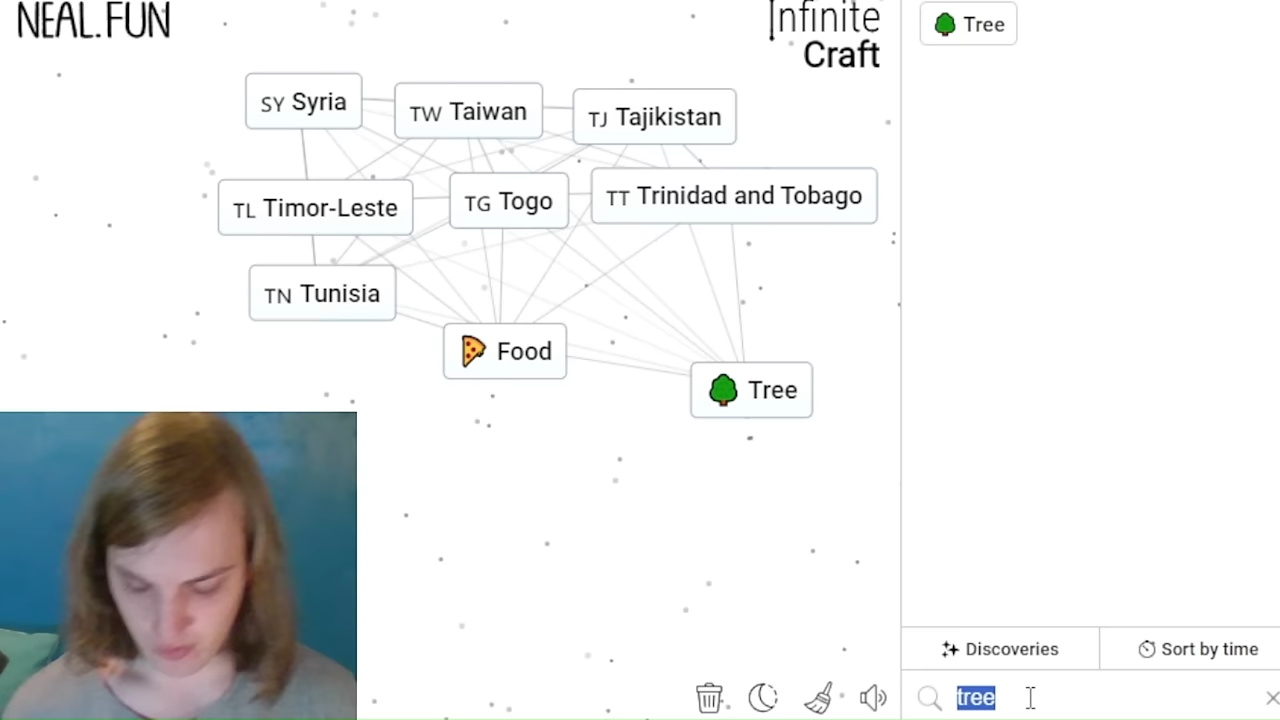 NEAL.FUN
Infinite
Craft
Tree
SY Syria
TW Taiwan
TJ Tajikistan
TL Timor-Leste
TG Togo
TT Trinidad and Tobago
TN Tunisia
Food
Tree
Discoveries
Sort by time
tree